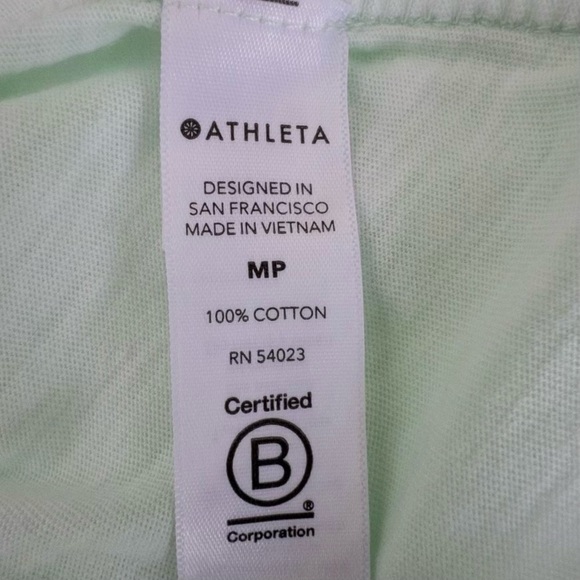 ATHLETA
DESIGNED IN
SAN FRANCISCO
MADE IN VIETNAM
MP
100% COTTON
RN 54023
Certified
B
®
Corporation